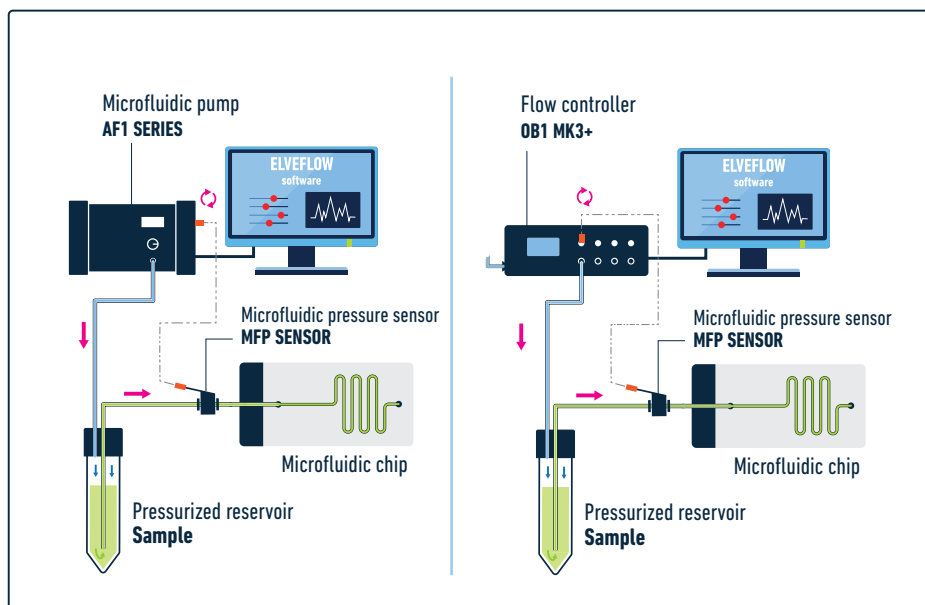 Microfluidic pump
AF1 SERIES
ELVEFLOW
software
Microfluidic pressure sensor
MFP SENSOR
Microfluidic chip
Pressurized reservoir
Sample
Flow controller
OB1 MK3+
ELVEFLOW
software
Microfluidic pressure sensor
MFP SENSOR
Microfluidic chip
Pressurized reservoir
Sample